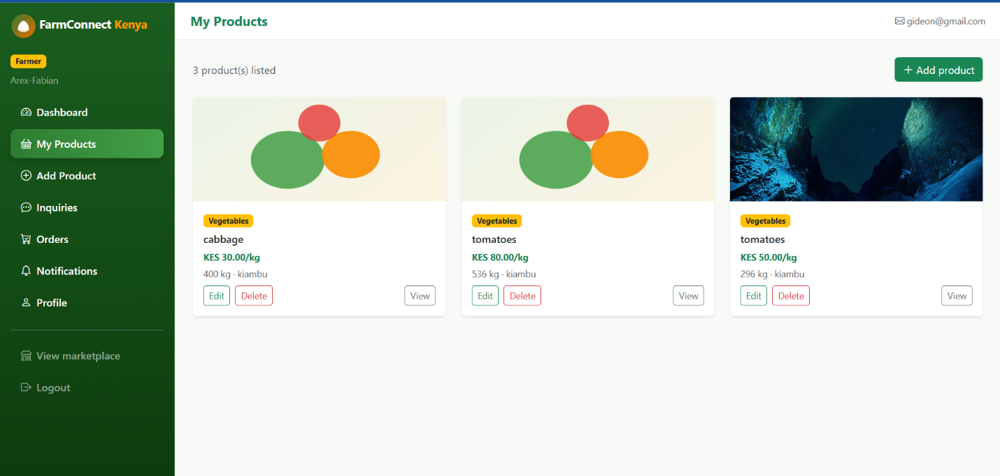 FarmConnect Kenya
Farmer
Arex-Fabian
Dashboard
My Products
Add Product
Inquiries
Orders
Notifications
Profile
View marketplace
Logout
My Products
gideon@gmail.com
3 product(s) listed
+ Add product
Vegetables
cabbage
KES 30.00/kg
400 kg · kiambu
Edit Delete View
Vegetables
tomatoes
KES 80.00/kg
536 kg · kiambu
Edit Delete View
Vegetables
tomatoes
KES 50.00/kg
296 kg · kiambu
Edit Delete View